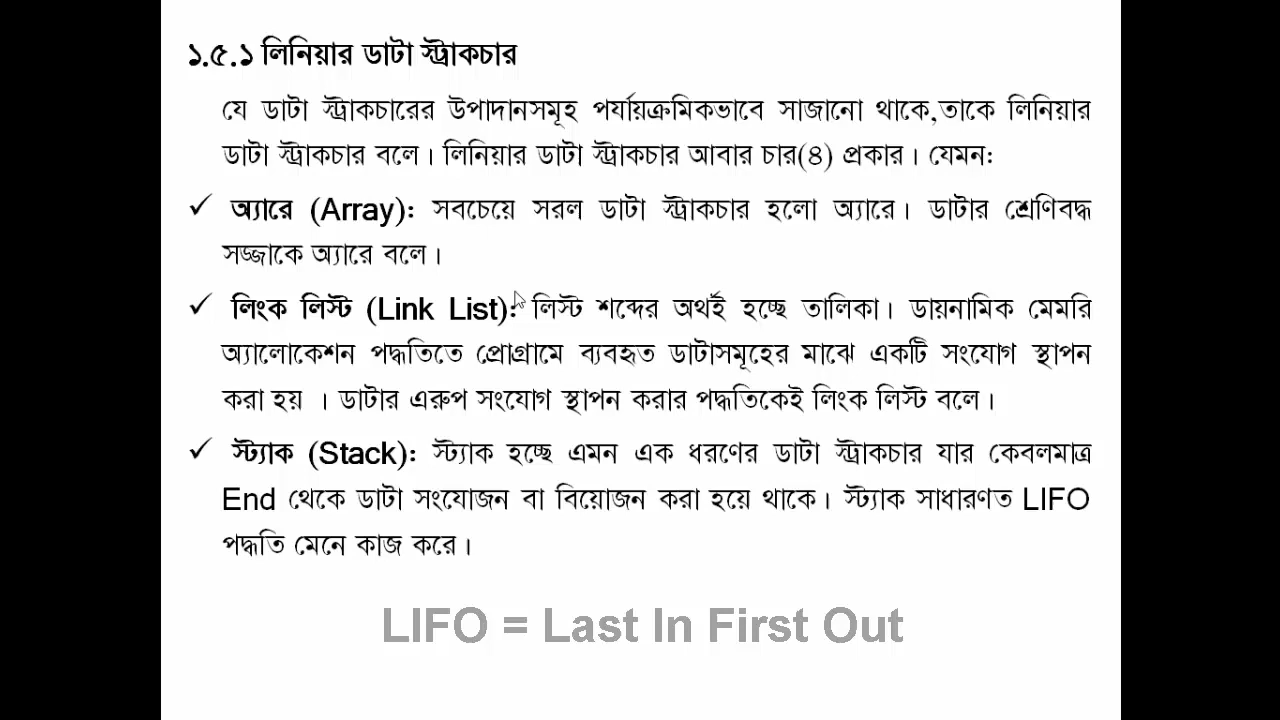 ১.৫.১ লিনিয়ার ডাটা স্ট্রাকচার
যে ডাটা স্ট্রাকচারের উপাদানসমূহ পর্যায়ক্রমিকভাবে সাজানো থাকে,তাকে লিনিয়ার
ডাটা স্ট্রাকচার বলে। লিনিয়ার ডাটা স্ট্রাকচার আবার চার(৪) প্রকার। যেমন:
✓ অ্যারে (Array): সবচেয়ে সরল ডাটা স্ট্রাকচার হলো অ্যারে। ডাটার শ্রেণিবদ্ধ
সজ্জাকে অ্যারে বলে।
✓ লিংক লিস্ট (Link List): লিস্ট শব্দের অর্থই হচ্ছে তালিকা। ডায়নামিক মেমরি
অ্যালোকেশন পদ্ধতিতে প্রোগ্রামে ব্যবহৃত ডাটাসমূহের মাঝে একটি সংযোগ স্থাপন
করা হয় । ডাটার এরুপ সংযোগ স্থাপন করার পদ্ধতিকেই লিংক লিস্ট বলে।
✓ স্ট্যাক (Stack): স্ট্যাক হচ্ছে এমন এক ধরণের ডাটা স্ট্রাকচার যার কেবলমাত্র
End থেকে ডাটা সংযোজন বা বিয়োজন করা হয়ে থাকে। স্ট্যাক সাধারণত LIFO
পদ্ধতি মেনে কাজ করে।
LIFO = Last In First Out